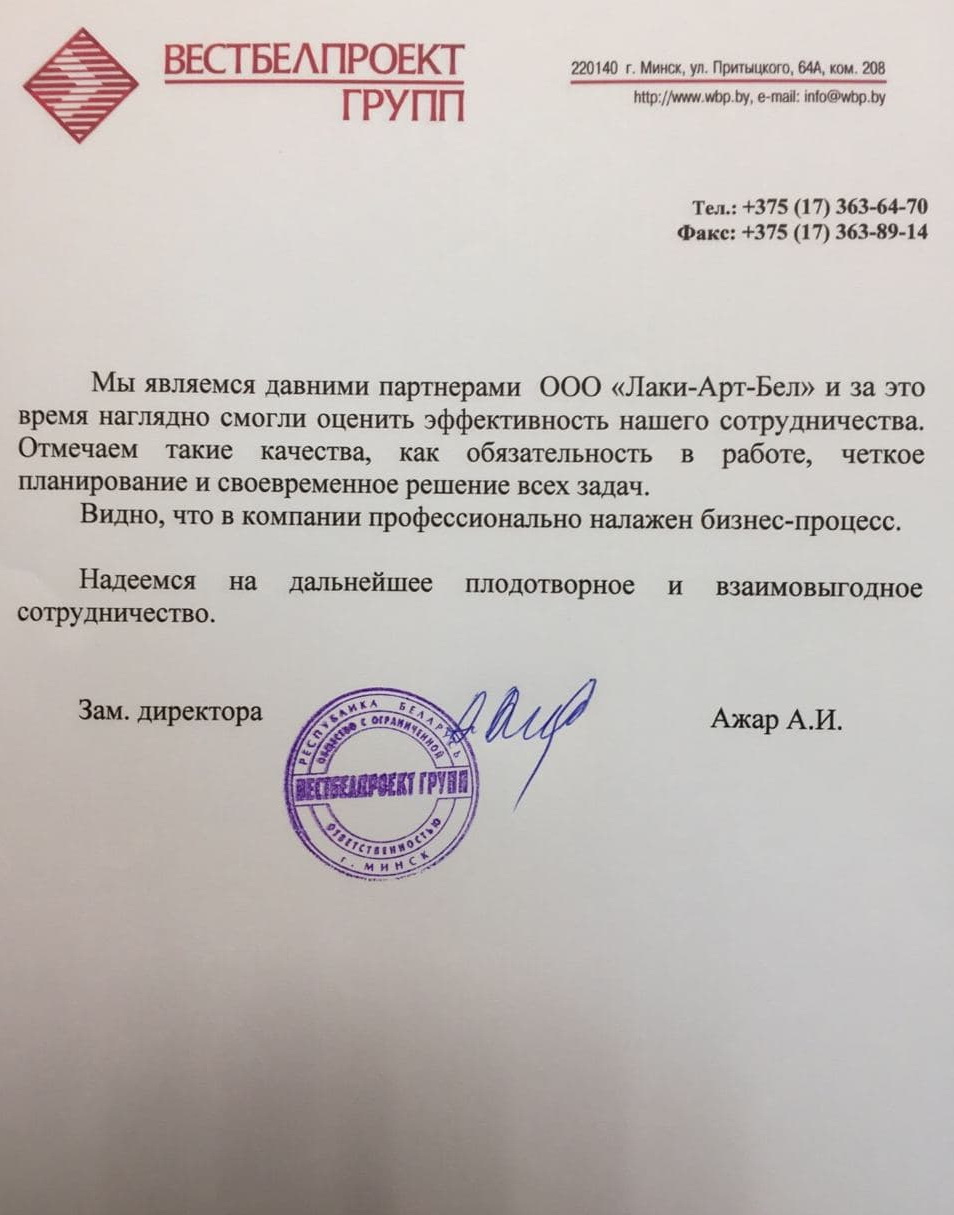 ВЕСТБЕЛПРОЕКТ
ГРУПП
220140 г. Минск, ул. Притыцкого, 64А, ком. 208
http://www.wbp.by, e-mail: info@wbp.by
Тел.: +375 (17) 363-64-70
Факс: +375 (17) 363-89-14
Мы являемся давними партнерами ООО «Лаки-Арт-Бел» и за это
время наглядно смогли оценить эффективность нашего сотрудничества.
Отмечаем такие качества, как обязательность в работе, четкое
планирование и своевременное решение всех задач.
Видно, что в компании профессионально налажен бизнес-процесс.
Надеемся на дальнейшее плодотворное и взаимовыгодное
сотрудничество.
Зам. директора
Ажар А.И.
РЕСПУБЛИКА БЕЛАРУСЬ
ОБЩЕСТВО С ОГРАНИЧЕННОЙ
ВЕСТБЕЛПРОЕКТ ГРУПП
ОТВЕТСТВЕННОСТЬЮ
г. МИНСК